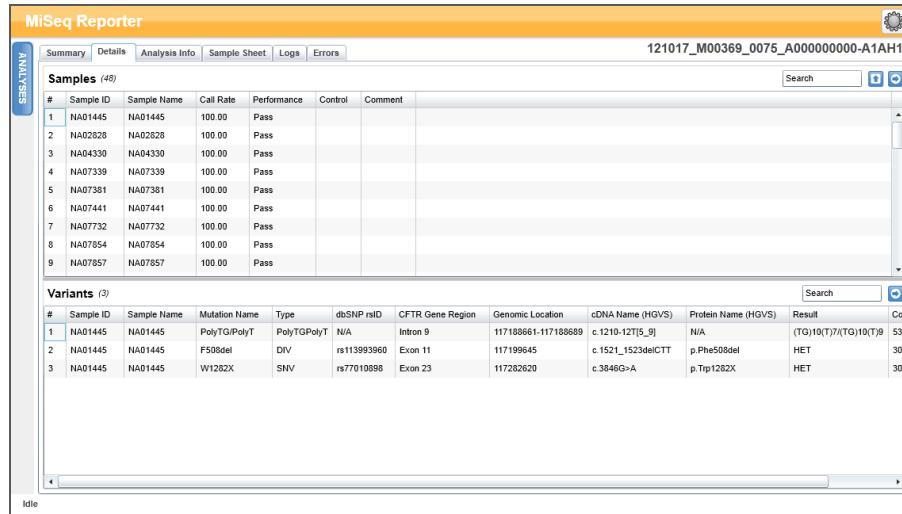 MiSeq Reporter
ANALYSES
Summary Details Analysis Info Sample Sheet Logs Errors 121017_M00369_0075_A000000000-A1AH1
Samples (48) Search
# Sample ID Sample Name Call Rate Performance Control Comment
1 NA01445 NA01445 100.00 Pass
2 NA02828 NA02828 100.00 Pass
3 NA04330 NA04330 100.00 Pass
4 NA07339 NA07339 100.00 Pass
5 NA07381 NA07381 100.00 Pass
6 NA07441 NA07441 100.00 Pass
7 NA07732 NA07732 100.00 Pass
8 NA07854 NA07854 100.00 Pass
9 NA07857 NA07857 100.00 Pass
Variants (3) Search
# Sample ID Sample Name Mutation Name Type dbSNP rsID CFTR Gene Region Genomic Location cDNA Name (HGVS) Protein Name (HGVS) Result Co
1 NA01445 NA01445 PolyTG/PolyT PolyTGPolyT N/A Intron 9 117188661-117188689 c.1210-12T[5_9] N/A (TG)10(T)7/(TG)10(T)9 53
2 NA01445 NA01445 F508del DIV rs113993960 Exon 11 117199645 c.1521_1523delCTT p.Phe508del HET 30
3 NA01445 NA01445 W1282X SNV rs77010898 Exon 23 117282620 c.3846G>A p.Trp1282X HET 30
Idle